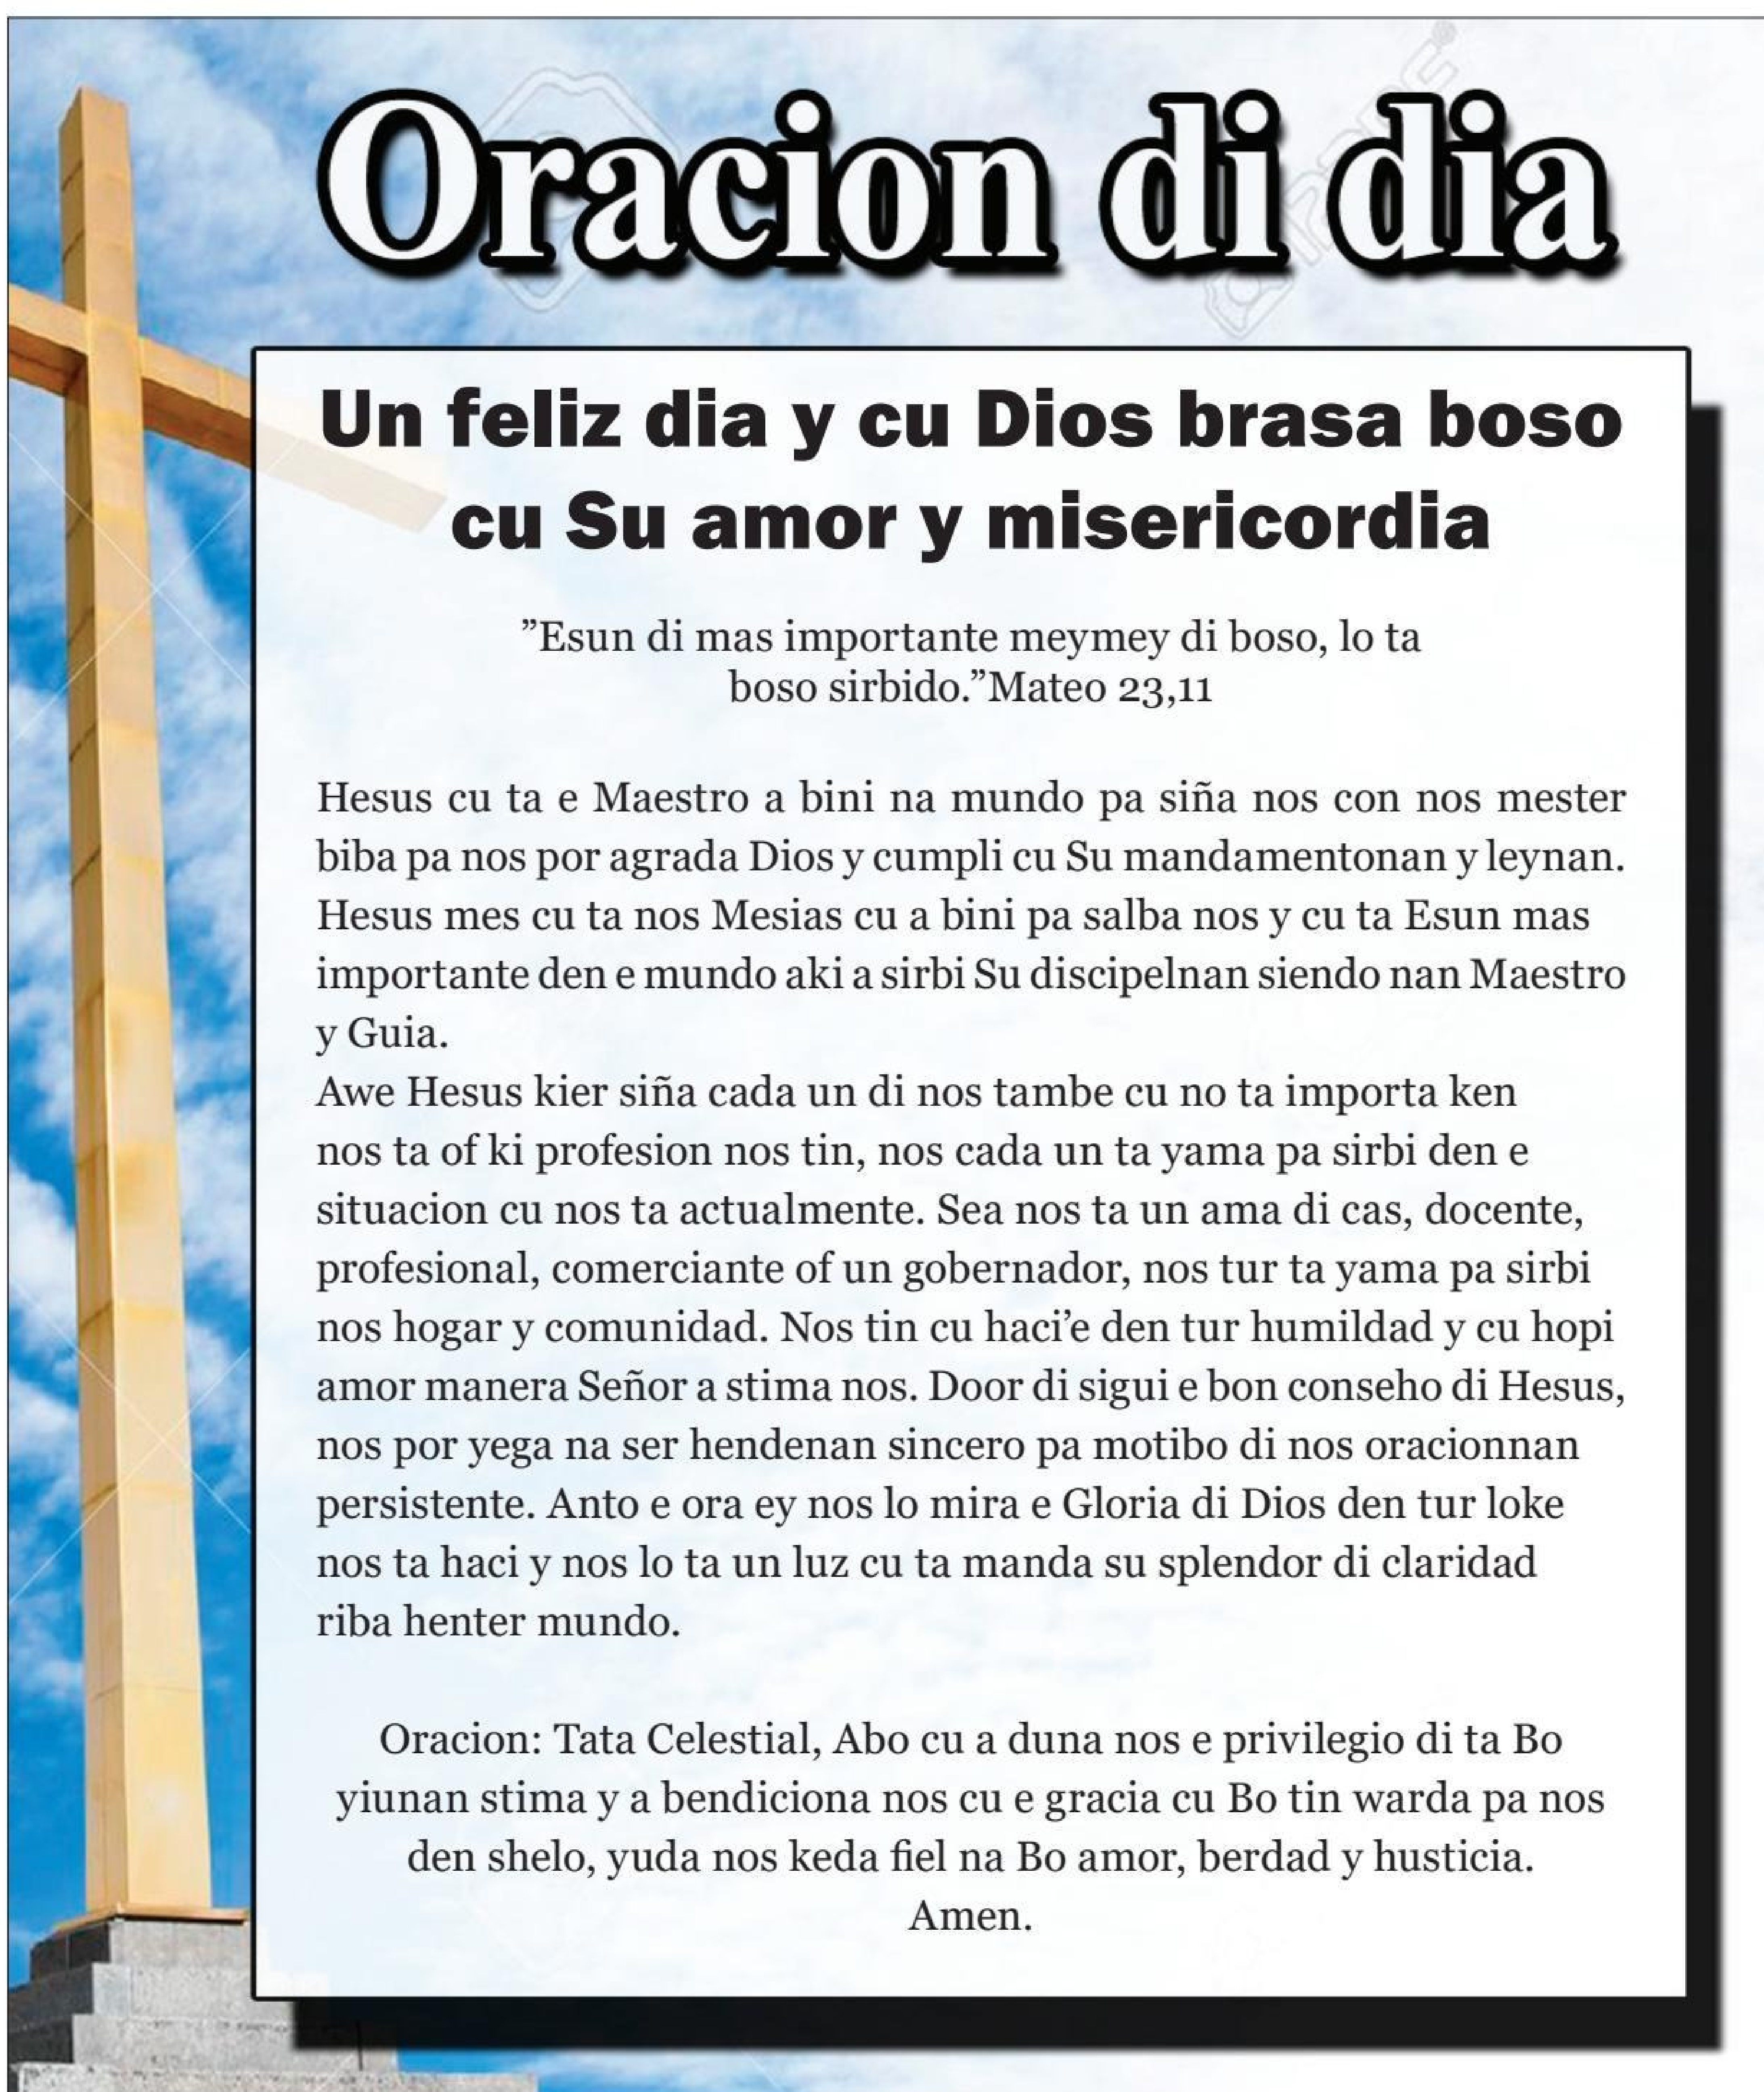 Oracion di dia
Un feliz dia y cu Dios brasa boso
cu Su amor y misericordia
”Esun di mas importante meymey di boso, lo ta
boso sirbido.”Mateo 23,11
Hesus cu ta e Maestro a bini na mundo pa siña nos con nos mester
biba pa nos por agrada Dios y cumpli cu Su mandamentonan y leynan.
Hesus mes cu ta nos Mesias cu a bini pa salba nos y cu ta Esun mas
importante den e mundo aki a sirbi Su discipelnan siendo nan Maestro
y Guia.
Awe Hesus kier siña cada un di nos tambe cu no ta importa ken
nos ta of ki profesion nos tin, nos cada un ta yama pa sirbi den e
situacion cu nos ta actualmente. Sea nos ta un ama di cas, docente,
profesional, comerciante of un gobernador, nos tur ta yama pa sirbi
nos hogar y comunidad. Nos tin cu haci’e den tur humildad y cu hopi
amor manera Señor a stima nos. Door di sigui e bon conseho di Hesus,
nos por yega na ser hendenan sincero pa motibo di nos oracionnan
persistente. Anto e ora ey nos lo mira e Gloria di Dios den tur loke
nos ta haci y nos lo ta un luz cu ta manda su splendor di claridad
riba henter mundo.
Oracion: Tata Celestial, Abo cu a duna nos e privilegio di ta Bo
yiunan stima y a bendiciona nos cu e gracia cu Bo tin warda pa nos
den shelo, yuda nos keda fiel na Bo amor, berdad y husticia.
Amen.